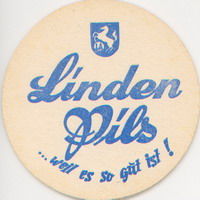 Linden
Pils
...weil es so gut ist!